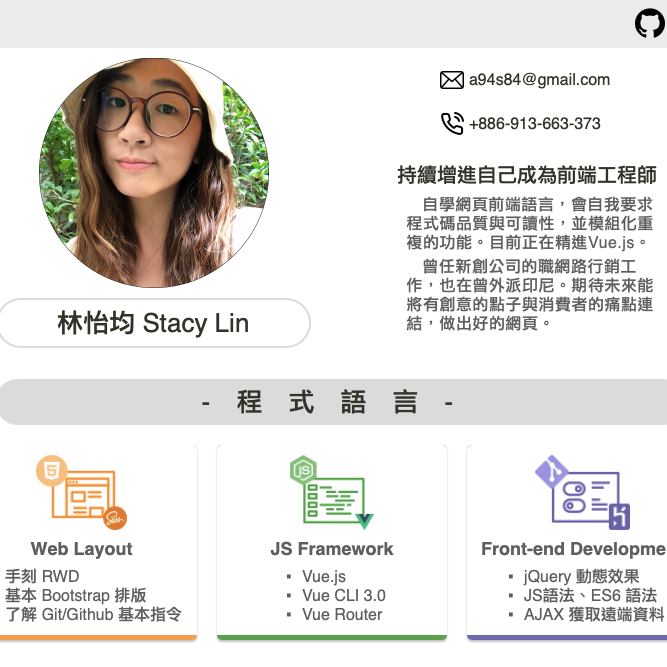 a94s84@gmail.com
+886-913-663-373
持續增進自己成為前端工程師
自學網頁前端語言，會自我要求
程式碼品質與可讀性，並模組化重
複的功能。目前正在精進Vue.js。
曾任新創公司的職網路行銷工
作，也在曾外派印尼。期待未來能
將有創意的點子與消費者的痛點連
結，做出好的網頁。
林怡均 Stacy Lin
- 程 式 語 言 -
5
Sass
Web Layout
手刻 RWD
基本 Bootstrap 排版
了解 Git/Github 基本指令
JS
JS Framework
▪ Vue.js
▪ Vue CLI 3.0
▪ Vue Router
Front-end Developme
▪ jQuery 動態效果
▪ JS語法、ES6 語法
▪ AJAX 獲取遠端資料